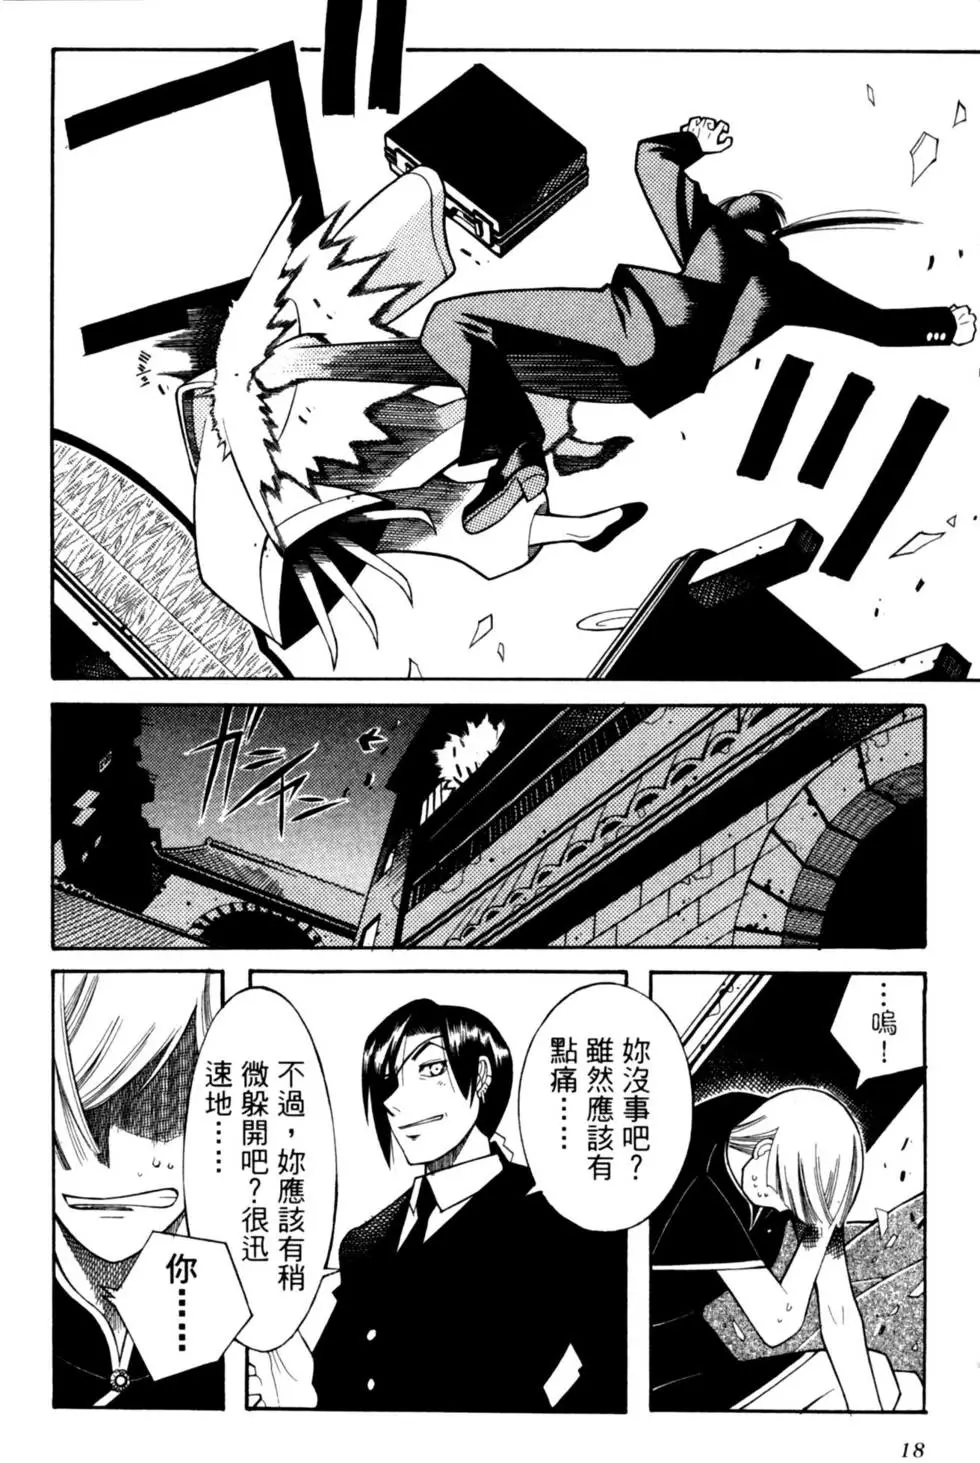 ガシャン
…嗚!
妳沒事吧?
雖然應該有
點痛……
不過，妳應該有稍
微躲開吧?很迅
速地……
你……
18